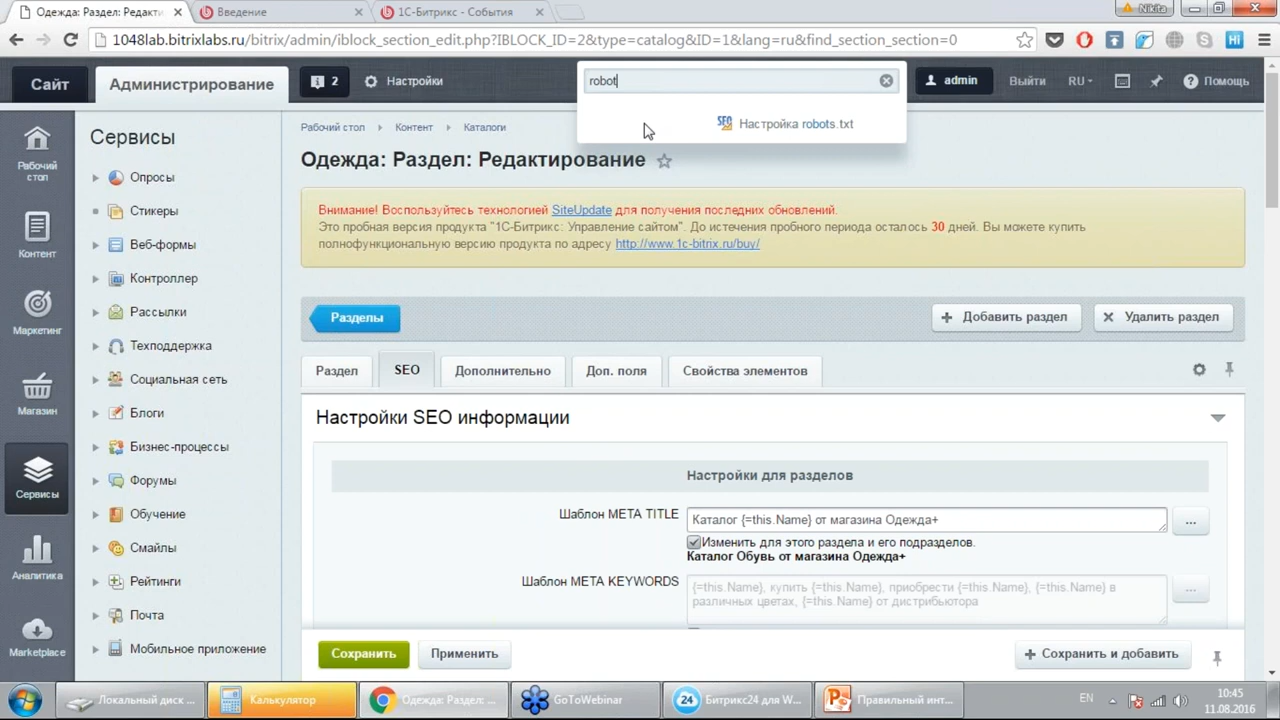 Одежда: Раздел: Редакти
Введение
1С-Битрикс - События
Nikita
1048lab.bitrixlabs.ru/bitrix/admin/iblock_section_edit.php?IBLOCK_ID=2&type=catalog&ID=1&lang=ru&find_section_section=0
Сайт
Администрирование
2
Настройки
robot
admin
Выйти
RU
Помощь
Настройка robots.txt
Рабочий стол
Контент
Маркетинг
Магазин
Сервисы
Аналитика
Marketplace
Сервисы
Опросы
Стикеры
Веб-формы
Контроллер
Рассылки
Техподдержка
Социальная сеть
Блоги
Бизнес-процессы
Форумы
Обучение
Смайлы
Рейтинги
Почта
Мобильное приложение
Рабочий стол Контент Каталоги
Одежда: Раздел: Редактирование
Внимание! Воспользуйтесь технологией SiteUpdate для получения последних обновлений.
Это пробная версия продукта "1С-Битрикс: Управление сайтом". До истечения пробного периода осталось 30 дней. Вы можете купить
полнофункциональную версию продукта по адресу http://www.1c-bitrix.ru/buy/
Разделы
Добавить раздел
Удалить раздел
Раздел
SEO
Дополнительно
Доп. поля
Свойства элементов
Настройки SEO информации
Настройки для разделов
Шаблон META TITLE
Каталог {=this.Name} от магазина Одежда+
...
Изменить для этого раздела и его подразделов.
Каталог Обувь от магазина Одежда+
Шаблон META KEYWORDS
{=this.Name}, купить {=this.Name}, приобрести {=this.Name}, {=this.Name} в
различных цветах, {=this.Name} от дистрибьютора
...
Сохранить
Применить
Сохранить и добавить
Локальный диск ...
Калькулятор
Одежда: Раздел: ...
GoToWebinar
24 Битрикс24 для W...
Правильный инт...
EN
10:45
11.08.2016